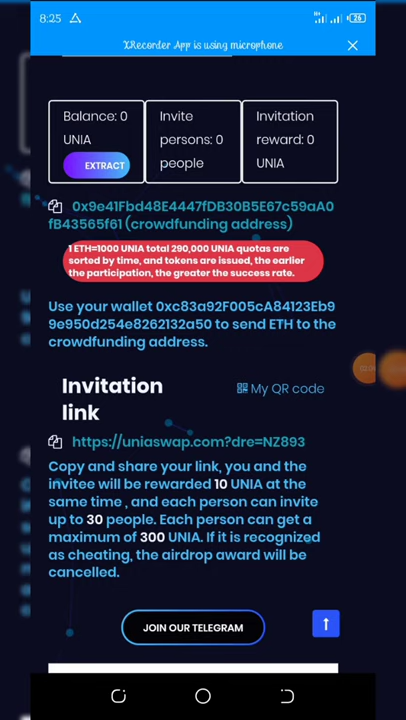 8:25
26
XRecorder App is using microphone
Balance: 0
UNIA
EXTRACT
Invite
persons: 0
people
Invitation
reward: 0
UNIA
0x9e41Fbd48E4447fDB30B5E67c59aA0
fB43565f61 (crowdfunding address)
1 ETH=1000 UNIA total 290,000 UNIA quotas are
sorted by time, and tokens are issued, the earlier
the participation, the greater the success rate.
Use your wallet 0xc83a92F005cA84123Eb9
9e950d254e8262132a50 to send ETH to the
crowdfunding address.
Invitation
link
My QR code
https://uniaswap.com?dre=NZ893
Copy and share your link, you and the
invitee will be rewarded 10 UNIA at the
same time , and each person can invite
up to 30 people. Each person can get a
maximum of 300 UNIA. If it is recognized
as cheating, the airdrop award will be
cancelled.
JOIN OUR TELEGRAM